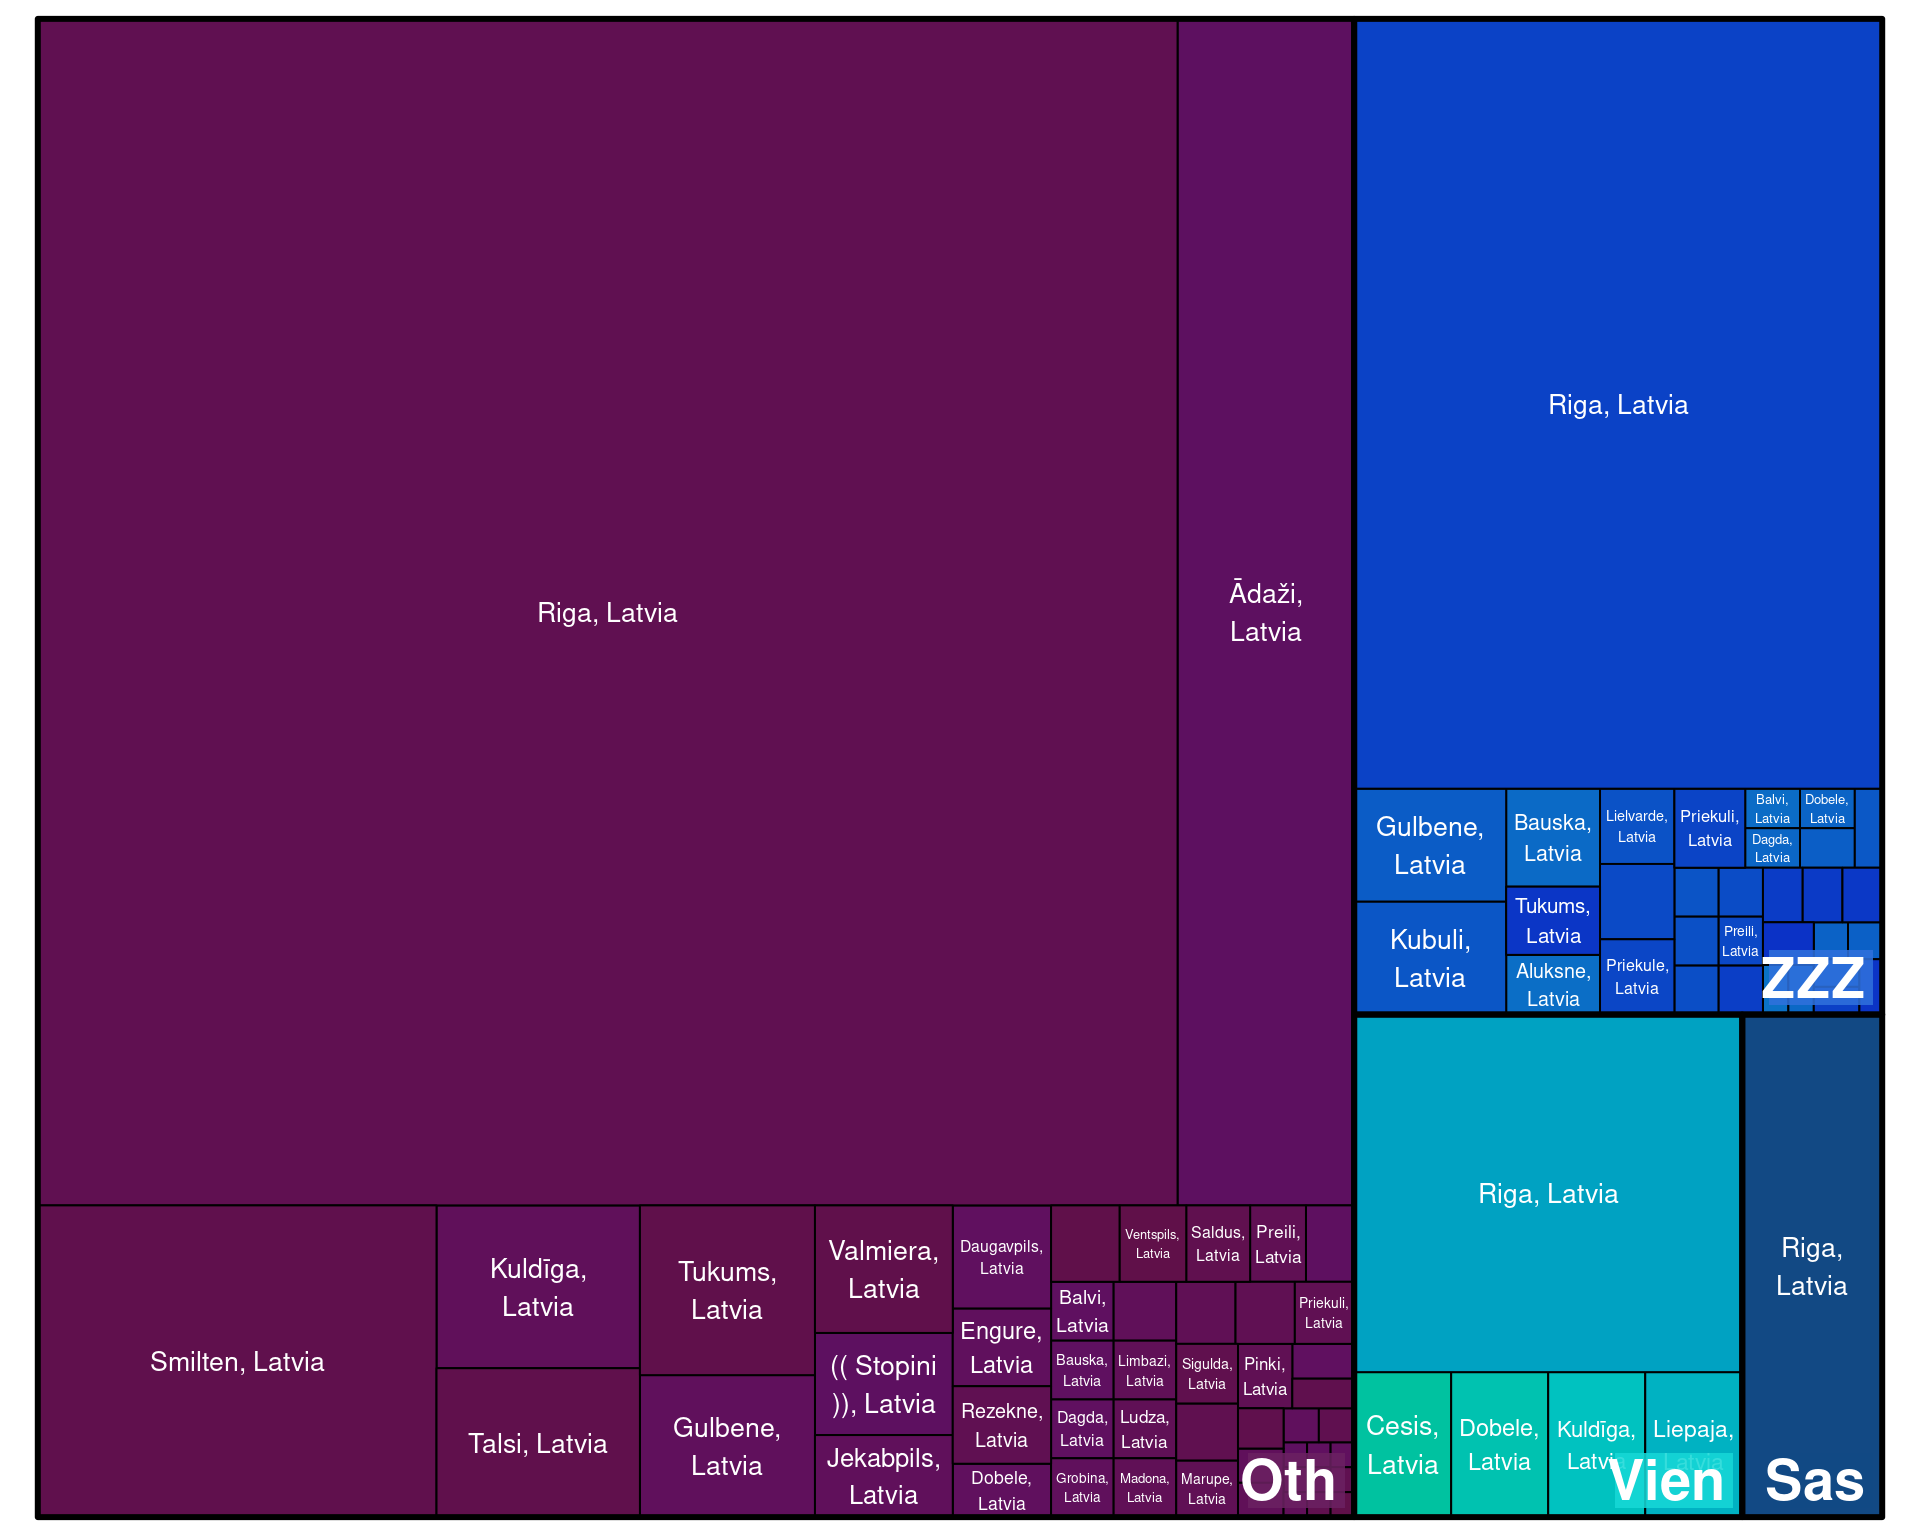 Riga, Latvia
Ādaži,
Latvia
Smilten, Latvia
Kuldīga,
Latvia
Talsi, Latvia
Tukums,
Latvia
Gulbene,
Latvia
Valmiera,
Latvia
(( Stopini
)), Latvia
Jekabpils,
Latvia
Daugavpils,
Latvia
Engure,
Latvia
Rezekne,
Latvia
Dobele,
Latvia
Ventspils,
Latvia
Saldus,
Latvia
Preili,
Latvia
Balvi,
Latvia
Priekuli,
Latvia
Bauska,
Latvia
Limbazi,
Latvia
Sigulda,
Latvia
Pinki,
Latvia
Dagda,
Latvia
Ludza,
Latvia
Grobina,
Latvia
Madona,
Latvia
Marupe,
Latvia
Oth
Riga, Latvia
Gulbene,
Latvia
Kubuli,
Latvia
Bauska,
Latvia
Tukums,
Latvia
Aluksne,
Latvia
Lielvarde,
Latvia
Priekule,
Latvia
Priekuli,
Latvia
Balvi,
Latvia
Dobele,
Latvia
Dagda,
Latvia
Preili,
Latvia
ZZZ
Riga, Latvia
Cesis,
Latvia
Dobele,
Latvia
Kuldīga,
Latvia
Liepaja,
Latvia
Vien
Riga,
Latvia
Sas